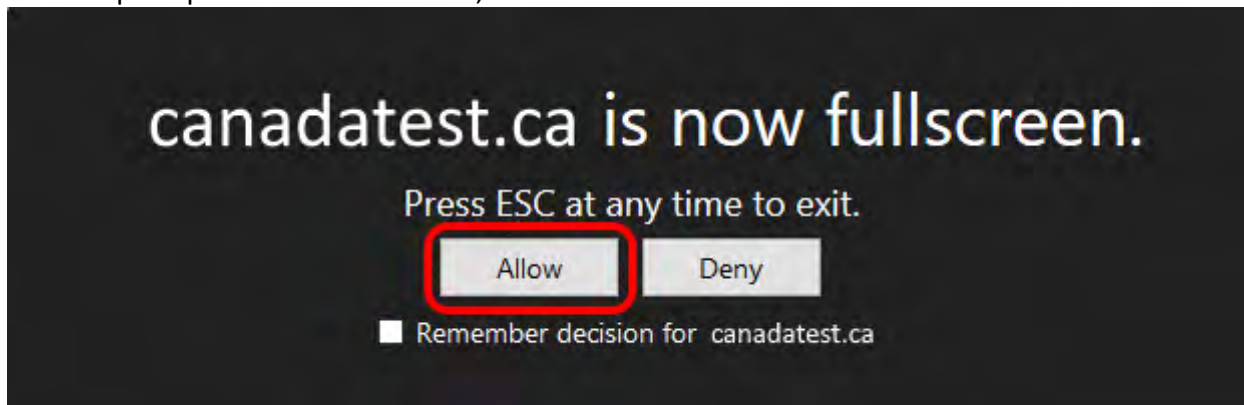 canadatest.ca is now fullscreen.
Press ESC at any time to exit.
Allow Deny
Remember decision for canadatest.ca